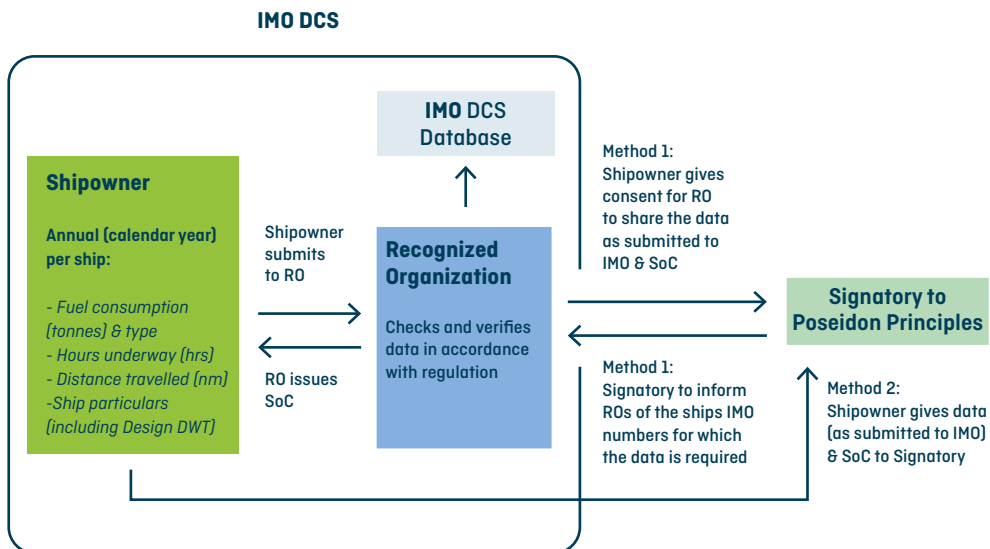 IMO DCS
IMO DCS
Database
Shipowner
Annual (calendar year)
per ship:
- Fuel consumption
(tonnes) & type
- Hours underway (hrs)
- Distance travelled (nm)
-Ship particulars
(including Design DWT)
Shipowner
submits
to RO
RO issues
SoC
Recognized
Organization
Checks and verifies
data in accordance
with regulation
Method 1:
Shipowner gives
consent for RO
to share the data
as submitted to
IMO & SoC
Method 1:
Signatory to inform
ROs of the ships IMO
numbers for which
the data is required
Signatory to
Poseidon Principles
Method 2:
Shipowner gives data
(as submitted to IMO)
& SoC to Signatory